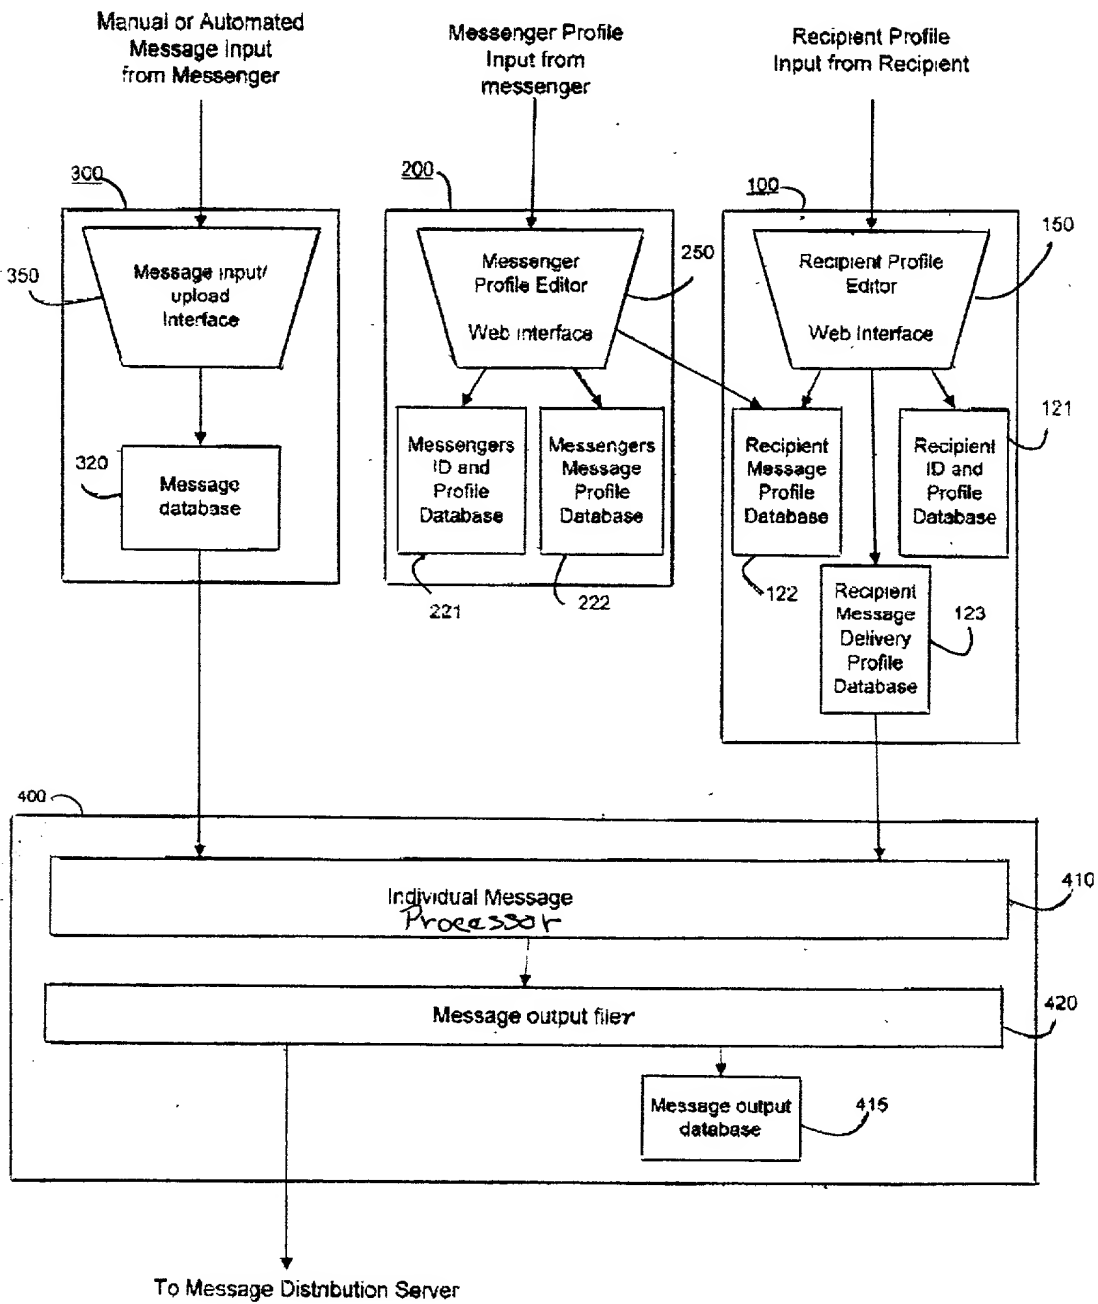 Manual or Automated
Message Input
from Messenger
Messenger Profile
Input from
messenger
Recipient Profile
Input from Recipient
300
200
100
350
Message input/
upload
Interface
Messenger
Profile Editor
Web interface
250
Recipient Profile
Editor
Web Interface
150
320
Message
database
Messengers
ID and
Profile
Database
Messengers
Message
Profile
Database
Recipient
Message
Profile
Database
Recipient
ID and
Profile
Database
121
221
222
122
Recipient
Message
Delivery
Profile
Database
123
400
Individual Message
Processor
410
Message output filer
420
Message output
database
415
To Message Distribution Server